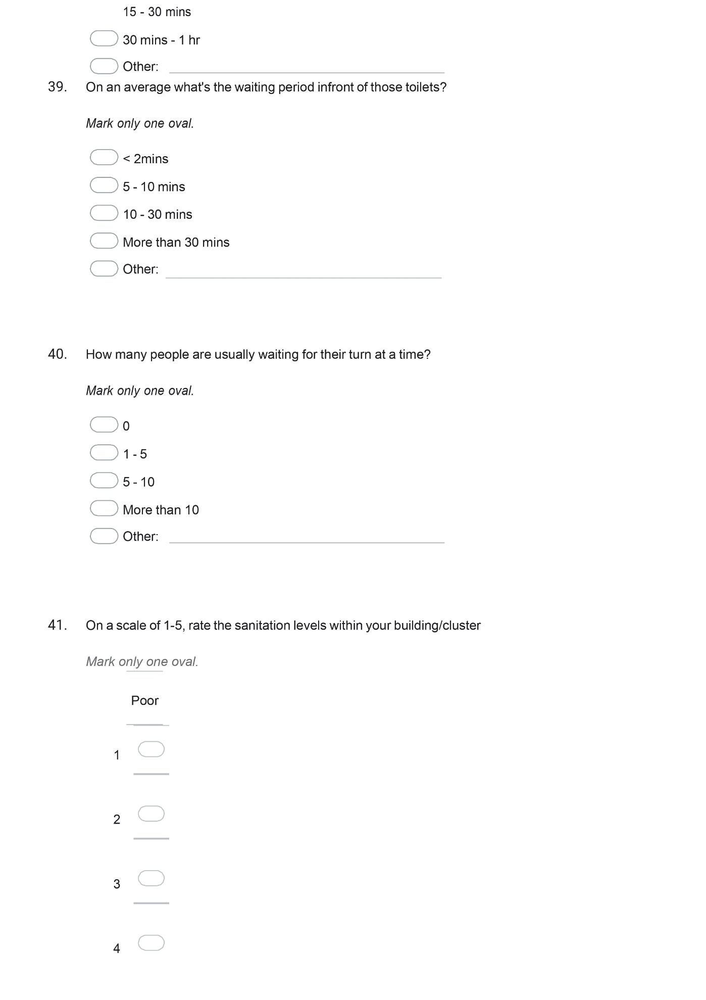 15 - 30 mins
30 mins - 1 hr
Other:
39. On an average what's the waiting period infront of those toilets?
Mark only one oval.
< 2mins
5 - 10 mins
10 - 30 mins
More than 30 mins
Other:
40. How many people are usually waiting for their turn at a time?
Mark only one oval.
0
1 - 5
5 - 10
More than 10
Other:
41. On a scale of 1-5, rate the sanitation levels within your building/cluster
Mark only one oval.
Poor
1
2
3
4